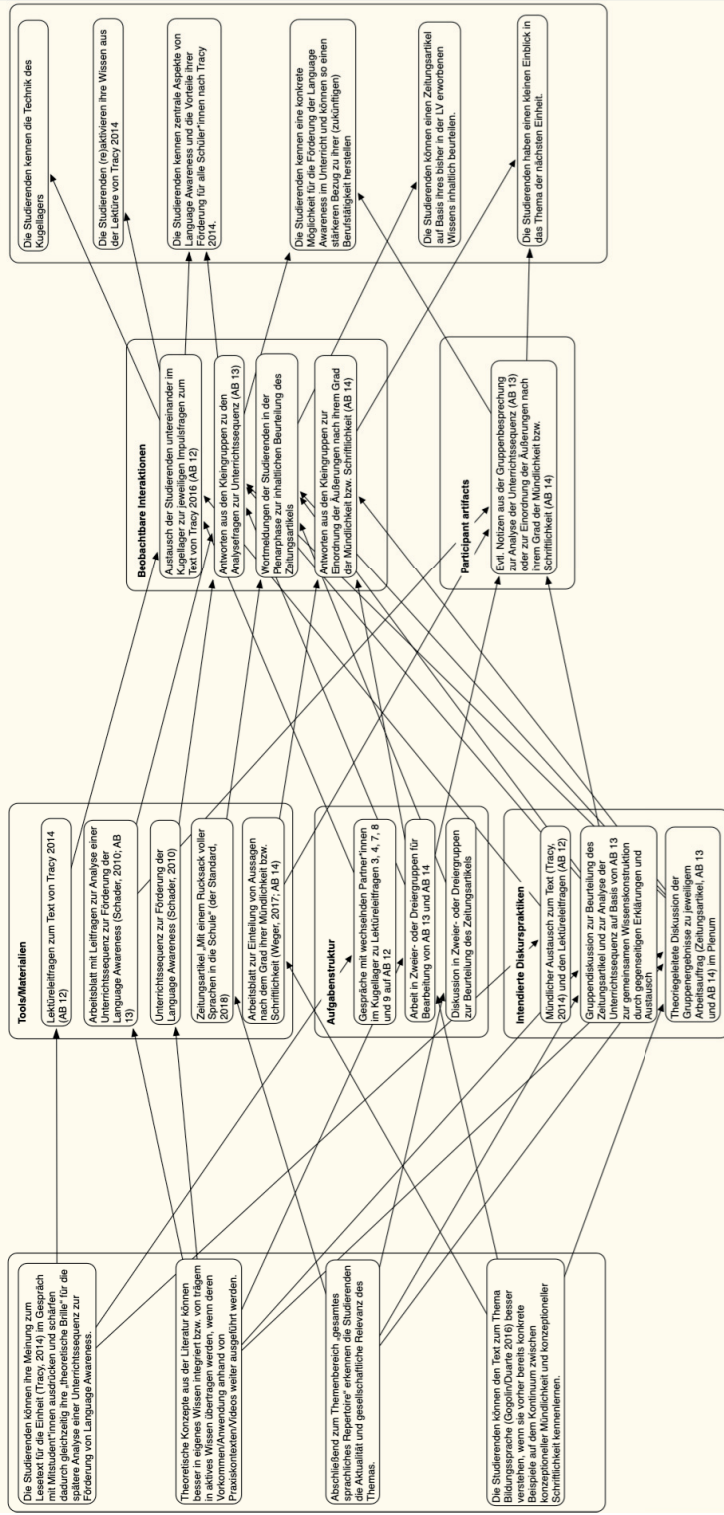 Die Studierenden können ihre Meinung zum
Lesetext für die Einheit (Tracy, 2014) im Gespräch
mit Mitstudent*innen ausdrücken und schärfen
dadurch gleichzeitig ihre „theoretische Brille“ für die
spätere Analyse einer Unterrichtssequenz zur
Förderung von Language Awareness.
Theoretische Konzepte aus der Literatur können
besser in eigenes Wissen integriert bzw. von trägem
in aktives Wissen übertragen werden, wenn deren
Vorkommen/Anwendung anhand von
Praxiskontexten/Videos weiter ausgeführt werden.
Abschließend zum Themenbereich „gesamtes
sprachliches Repertoire“ erkennen die Studierenden
die Aktualität und gesellschaftliche Relevanz des
Themas.
Die Studierenden können den Text zum Thema
Bildungssprache (Gogolin/Duarte 2016) besser
verstehen, wenn sie vorher bereits konkrete
Beispiele auf dem Kontinuum zwischen
konzeptioneller Mündlichkeit und konzeptioneller
Schriftlichkeit kennenlernen.
Tools/Materialien
Lektüreleitfragen zum Text von Tracy 2014
(AB 12)
Arbeitsblatt mit Leitfragen zur Analyse einer
Unterrichtssequenz zur Förderung der
Language Awareness (Schader, 2010; AB
13)
Unterrichtssequenz zur Förderung der
Language Awareness (Schader, 2010)
Zeitungsartikel „Mit einem Rucksack voller
Sprachen in die Schule“ (der Standard,
2018)
Arbeitsblatt zur Einteilung von Aussagen
nach dem Grad ihrer Mündlichkeit bzw.
Schriftlichkeit (Weger, 2017; AB 14)
Aufgabenstruktur
Gespräche mit wechselnden Partner*innen
im Kugellager zu Lektüreleitfragen 3, 4, 7, 8
und 9 auf AB 12
Arbeit in Zweier- oder Dreiergruppen für
Bearbeitung von AB 13 und AB 14
Diskussion in Zweier- oder Dreiergruppen
zur Beurteilung des Zeitungsartikels
Intendierte Diskurspraktiken
Mündlicher Austausch zum Text (Tracy,
2014) und den Lektüreleitfragen (AB 12)
Gruppendiskussion zur Beurteilung des
Zeitungsartikels und zur Analyse der
Unterrichtssequenz auf Basis von AB 13
zur gemeinsamen Wissenskonstruktion
durch gegenseitigen Erklärungen und
Austausch
Theoriegeleitete Diskussion der
Gruppenergebnisse zu jeweiligem
Arbeitsauftrag (Zeitungsartikel, AB 13
und AB 14) im Plenum
Beobachtbare Interaktionen
Austausch der Studierenden untereinander im
Kugellager zur jeweiligen Impulsfragen zum
Text von Tracy 2016 (AB 12)
Antworten aus den Kleingruppen zu den
Analysefragen zur Unterrichtssequenz (AB 13)
Wortmeldungen der Studierenden in der
Plenarphase zur inhaltlichen Beurteilung des
Zeitungsartikels
Antworten aus den Kleingruppen zur
Einordnung der Äußerungen nach ihrem Grad
der Mündlichkeit bzw. Schriftlichkeit (AB 14)
Participant artifacts
Evtl. Notizen aus der Gruppenbesprechung
zur Analyse der Unterrichtssequenz (AB 13)
oder zur Einordnung der Äußerungen nach
ihrem Grad der Mündlichkeit bzw.
Schriftlichkeit (AB 14)
Die Studierenden kennen die Technik des
Kugellagers
Die Studierenden (re)aktivieren ihre Wissen aus
der Lektüre von Tracy 2014
Die Studierenden kennen zentrale Aspekte von
Language Awareness und die Vorteile ihrer
Förderung für alle Schüler*innen nach Tracy
2014.
Die Studierenden kennen eine konkrete
Möglichkeit für die Förderung der Language
Awareness im Unterricht und können so einen
stärkeren Bezug zu ihrer (zukünftigen)
Berufstätigkeit herstellen
Die Studierenden können einen Zeitungsartikel
auf Basis ihres bisher in der LV erworbenen
Wissens inhaltlich beurteilen.
Die Studierenden haben einen kleinen Einblick in
das Thema der nächsten Einheit.